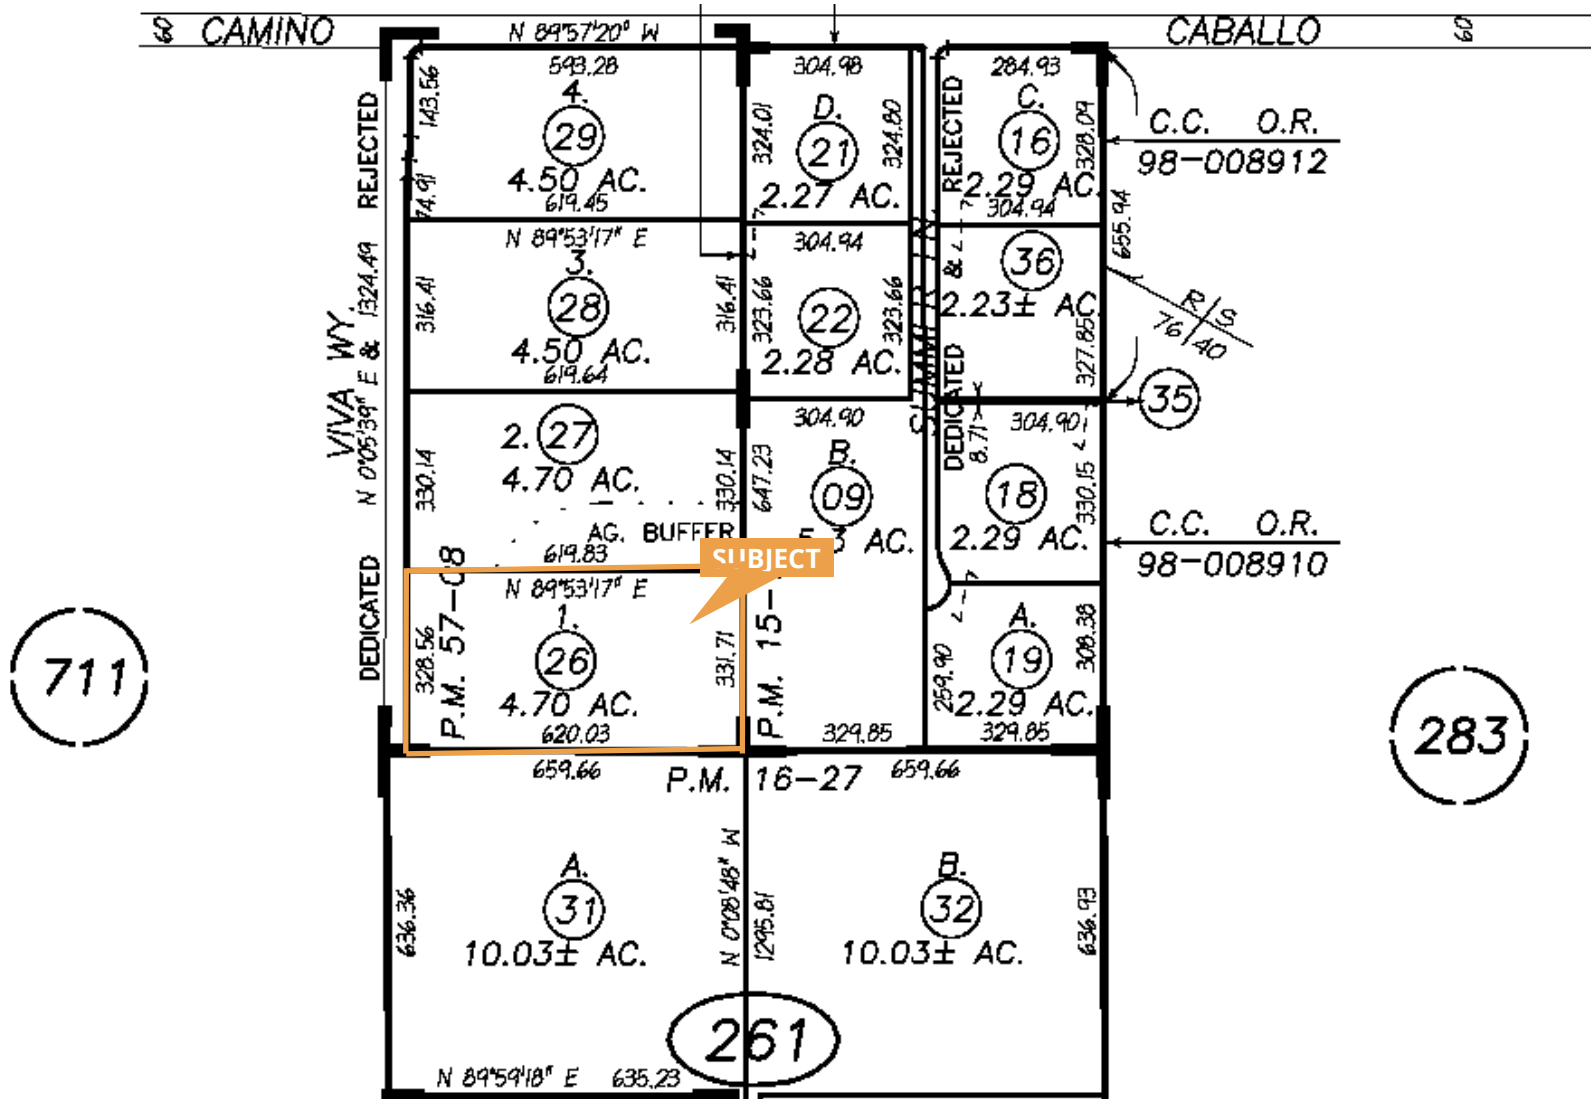 60 CAMINO
CABALLO 60
N 89°57'20" W
593.28
4.
29
4.50 AC.
619.45
143.56
74.91
N 89°53'17" E
3.
28
4.50 AC.
619.64
316.41
316.41
2. 27
4.70 AC.
330.14
330.14
AG. BUFFER
619.83
SUBJECT
N 89°53'17" E
1.
26
4.70 AC.
620.03
328.56
331.71
P.M. 57-08
VIVA WY.
N 0°05'39" E & 1324.49
REJECTED
DEDICATED
304.98
D.
21
2.27 AC.
324.01
324.80
304.94
22
2.28 AC.
323.66
323.66
304.90
B.
09
AC.
647.23
P.M. 15-
329.85
SUMMIT
REJECTED
&
DEDICATED
284.93
C.
16
2.29 AC.
304.94
328.09
36
2.23± AC.
327.85
655.94
8.71
35
304.90
18
2.29 AC.
330.15
A.
19
2.29 AC.
329.85
259.90
308.38
C.C. O.R.
98-008912
R/S
76/40
C.C. O.R.
98-008910
711
283
659.66
P.M. 16-27
659.66
A.
31
10.03± AC.
636.36
N 0°08'48" W
1295.81
B.
32
10.03± AC.
636.93
261
N 89°59'18" E 635.23